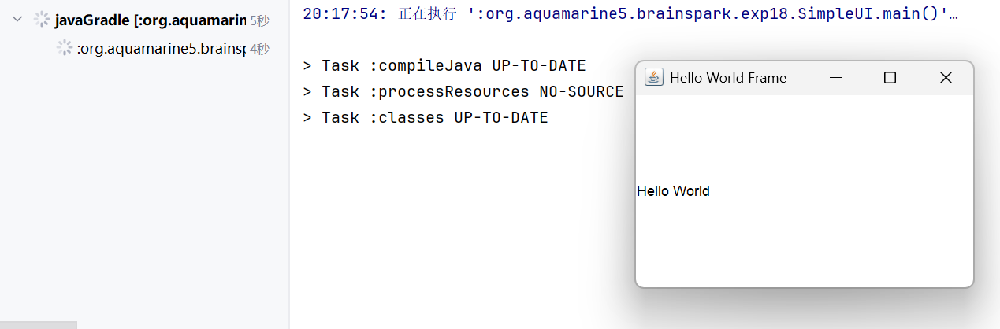 javaGradle [:org.aquamarin 5秒
:org.aquamarine5.brainsp 4秒
20:17:54: 正在执行 ':org.aquamarine5.brainspark.exp18.SimpleUI.main()'…
> Task :compileJava UP-TO-DATE
> Task :processResources NO-SOURCE
> Task :classes UP-TO-DATE
Hello World Frame
Hello World